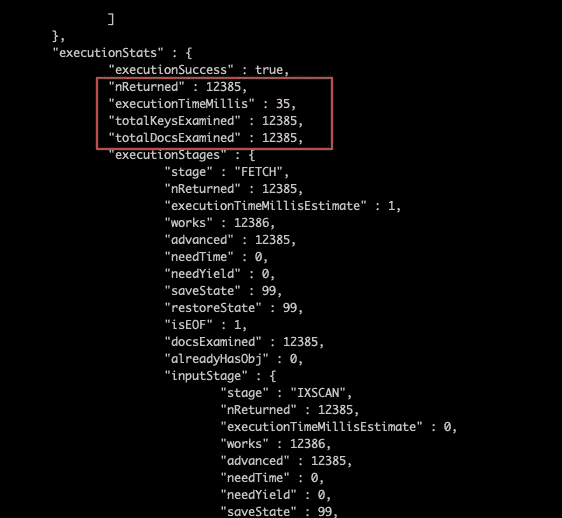 ]
},
"executionStats" : {
"executionSuccess" : true,
"nReturned" : 12385,
"executionTimeMillis" : 35,
"totalKeysExamined" : 12385,
"totalDocsExamined" : 12385,
"executionStages" : {
"stage" : "FETCH",
"nReturned" : 12385,
"executionTimeMillisEstimate" : 1,
"works" : 12386,
"advanced" : 12385,
"needTime" : 0,
"needYield" : 0,
"saveState" : 99,
"restoreState" : 99,
"isEOF" : 1,
"docsExamined" : 12385,
"alreadyHasObj" : 0,
"inputStage" : {
"stage" : "IXSCAN",
"nReturned" : 12385,
"executionTimeMillisEstimate" : 0,
"works" : 12386,
"advanced" : 12385,
"needTime" : 0,
"needYield" : 0,
"saveState" : 99,